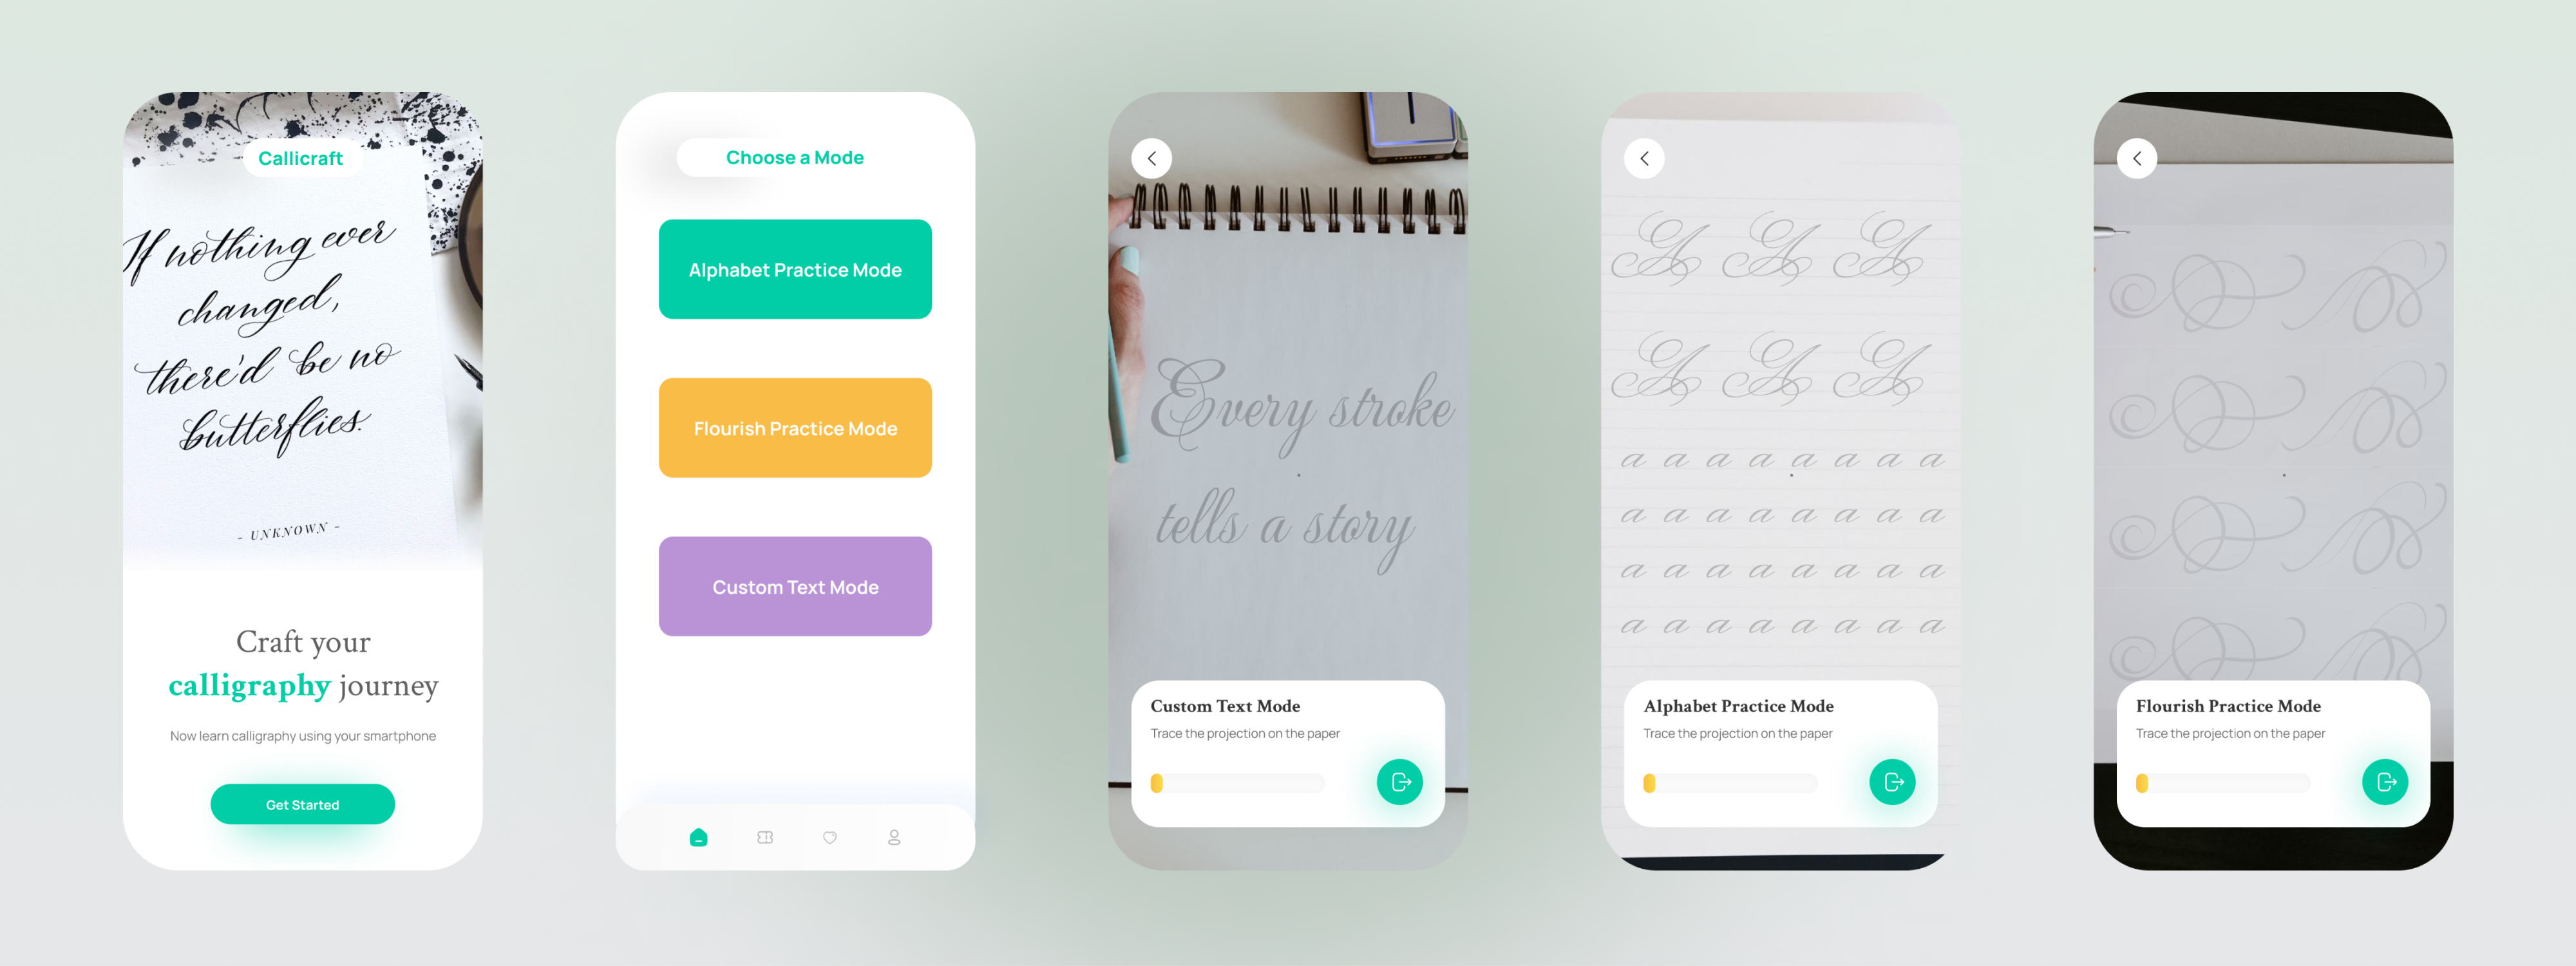 Callicraft
If nothing ever
changed,
there'd be no
butterflies.
- UNKNOWN -
Craft your
calligraphy journey
Now learn calligraphy using your smartphone
Get Started
Choose a Mode
Alphabet Practice Mode
Flourish Practice Mode
Custom Text Mode
Every stroke
tells a story
Custom Text Mode
Trace the projection on the paper
A A A
A A A
a a a a a a a a
a a a a a a a a
a a a a a a a a
a a a a a a a a
Alphabet Practice Mode
Trace the projection on the paper
Flourish Practice Mode
Trace the projection on the paper